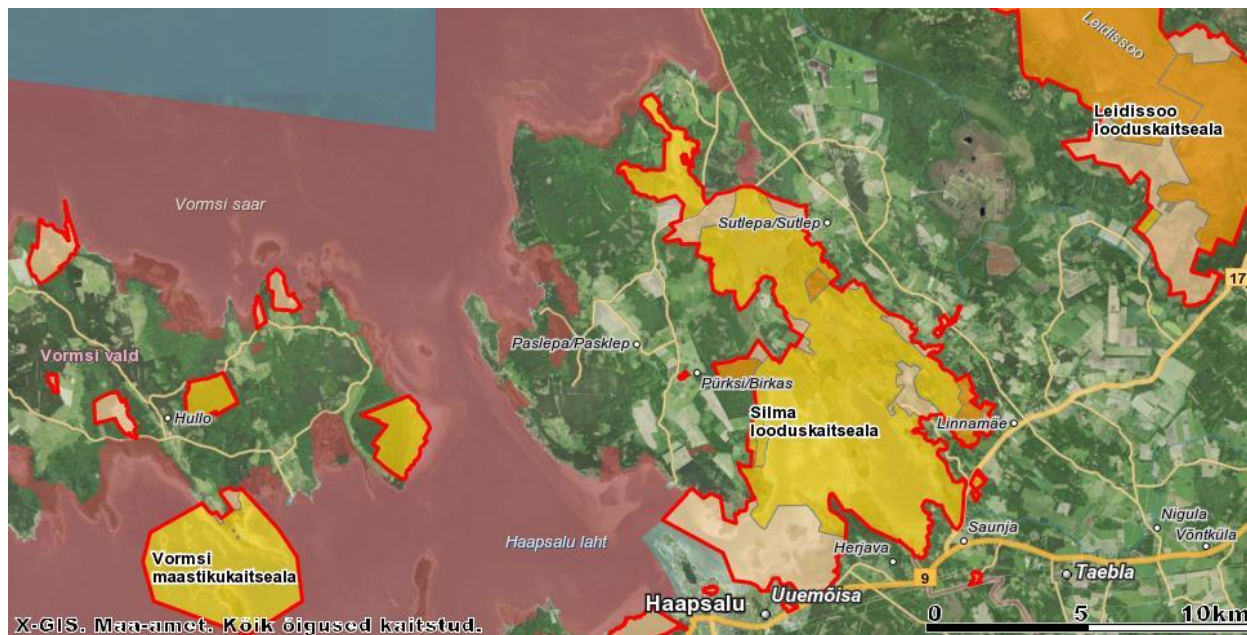 Leidissoo
Leidissoo
looduskaitseala
Vormsi saar
Sutlepa/Sutlep
17
Paslepa/Pasklep
Vormsi vald
Pürksi/Birkas
Hullo
Silma
looduskaitseala
Linnamäe
Nigula
Saunja
Võntküla
Haapsalu laht
Herjava
Vormsi
maastikukaitseala
9
Taebla
Uuemõisa
Haapsalu
0 5 10km
X-GIS. Maa-amet. Kõik õigused kaitstud.